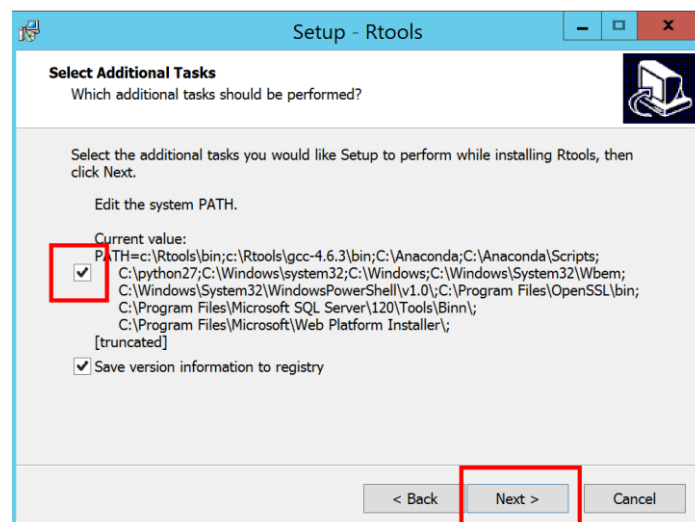 Setup - Rtools
Select Additional Tasks
Which additional tasks should be performed?
Select the additional tasks you would like Setup to perform while installing Rtools, then
click Next.
Edit the system PATH.
Current value:
PATH=c:\Rtools\bin;c:\Rtools\gcc-4.6.3\bin;C:\Anaconda;C:\Anaconda\Scripts;
C:\python27;C:\Windows\system32;C:\Windows;C:\Windows\System32\Wbem;
C:\Windows\System32\WindowsPowerShell\v1.0\;C:\Program Files\OpenSSL\bin;
C:\Program Files\Microsoft SQL Server\120\Tools\Binn\;
C:\Program Files\Microsoft\Web Platform Installer\;
[truncated]
Save version information to registry
< Back
Next >
Cancel